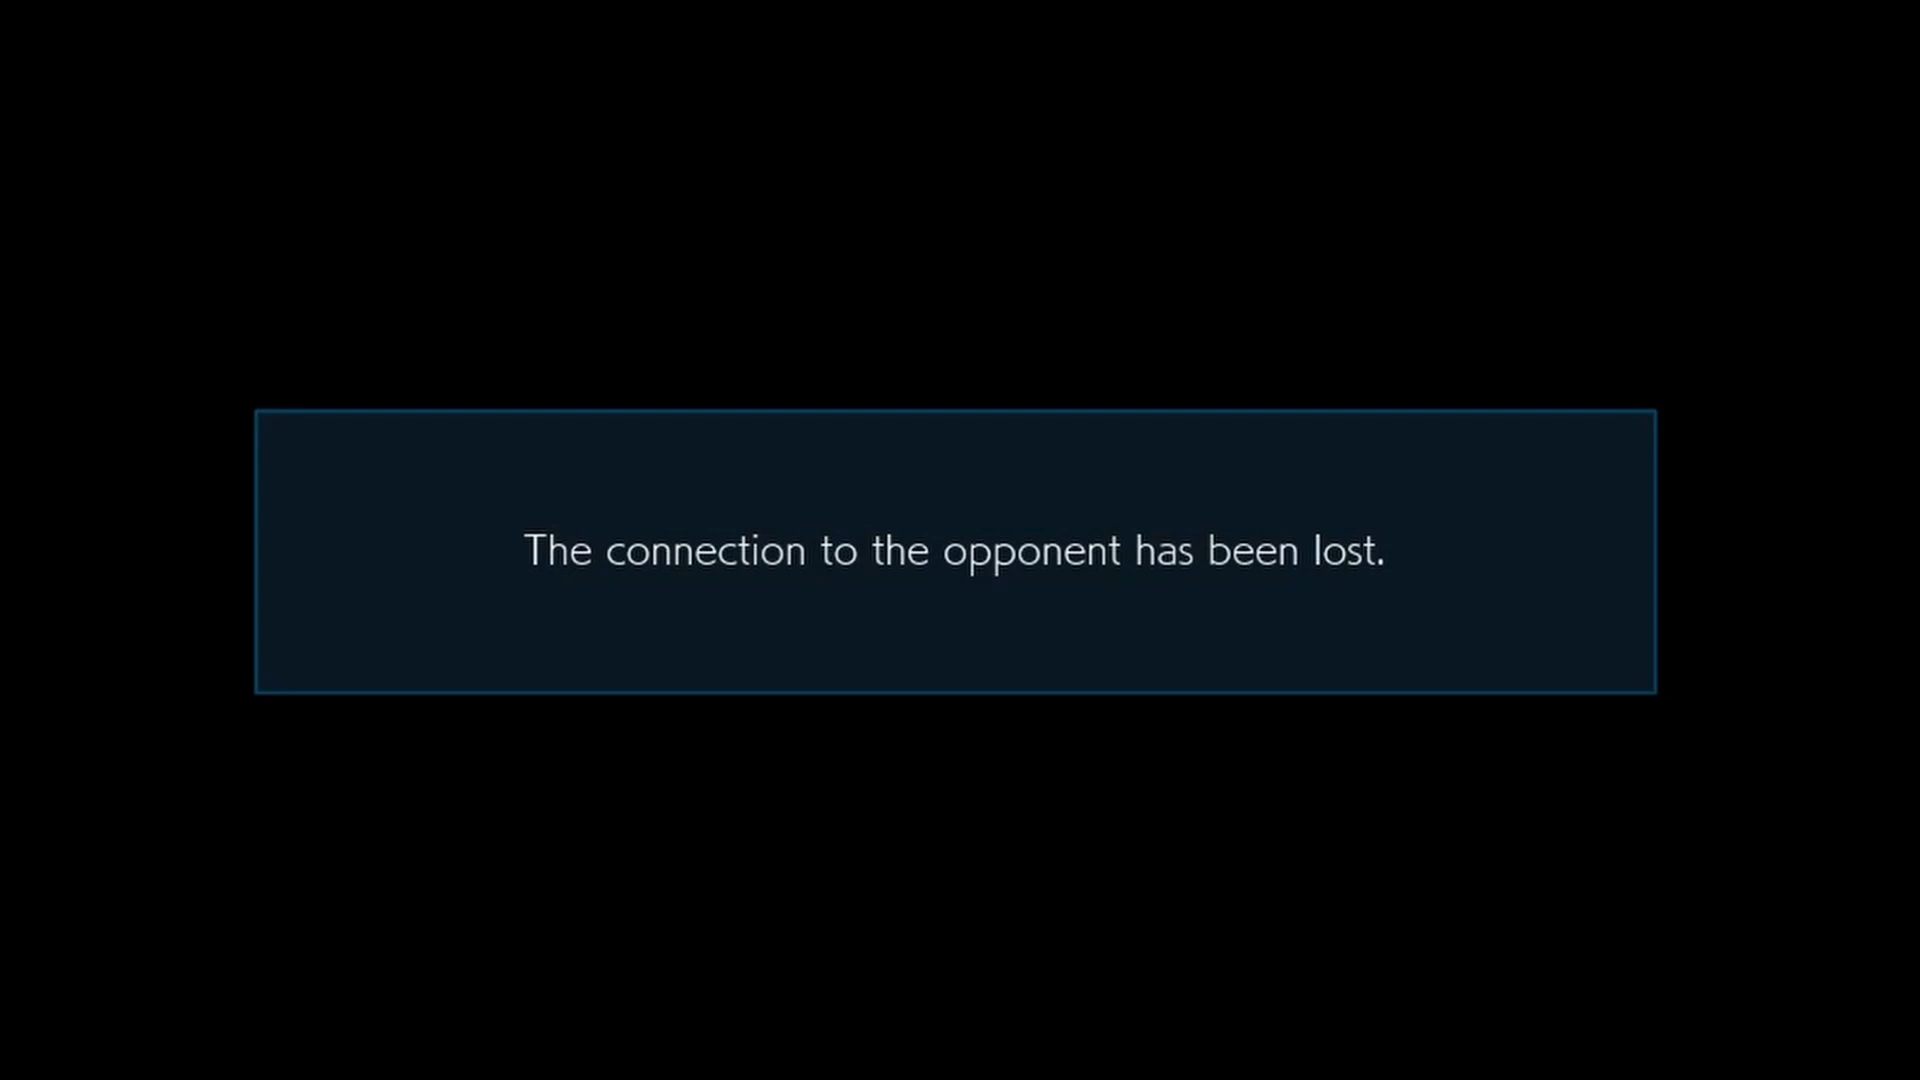 The connection to the opponent has been lost.